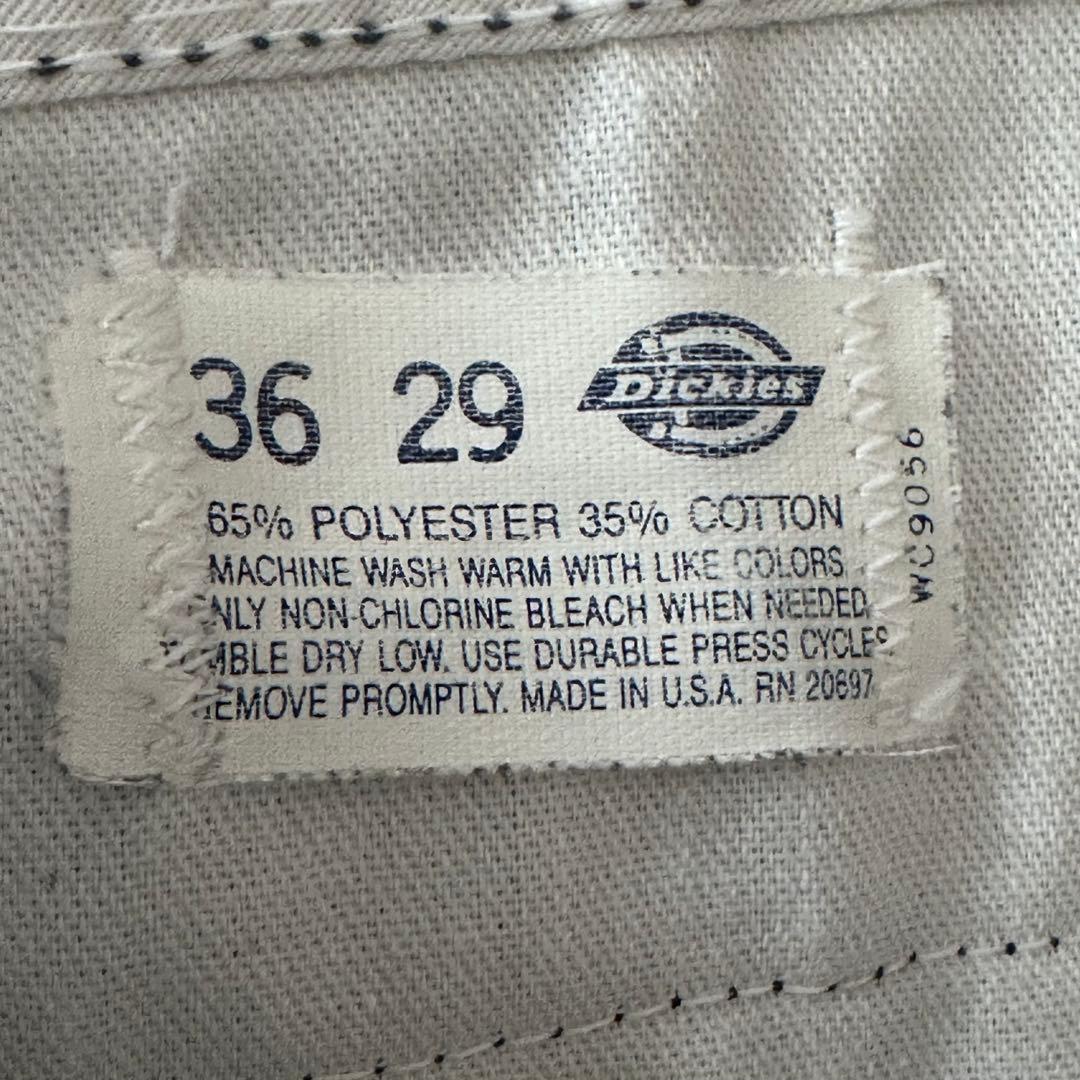 36 29
Dickies
65% POLYESTER 35% COTTON
MACHINE WASH WARM WITH LIKE COLORS
NLY NON-CHLORINE BLEACH WHEN NEEDED
MBLE DRY LOW. USE DURABLE PRESS CYCLE
EMOVE PROMPTLY. MADE IN U.S.A. RN 20697
WC9056